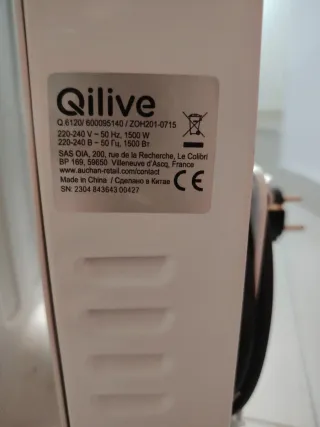 Qilive
Q.6120/ 600095140 / ZOH201-0715
220-240 V ~ 50 Hz, 1500 W
220-240 В ~ 50 Гц, 1500 Вт
SAS OIA, 200, rue de la Recherche, Le Colibri
BP 169, 59650 Villeneuve d'Ascq, France
www.auchan-retail.com/contact
Made in China / Сделано в Китае
SN: 2304 843643 00427
CE